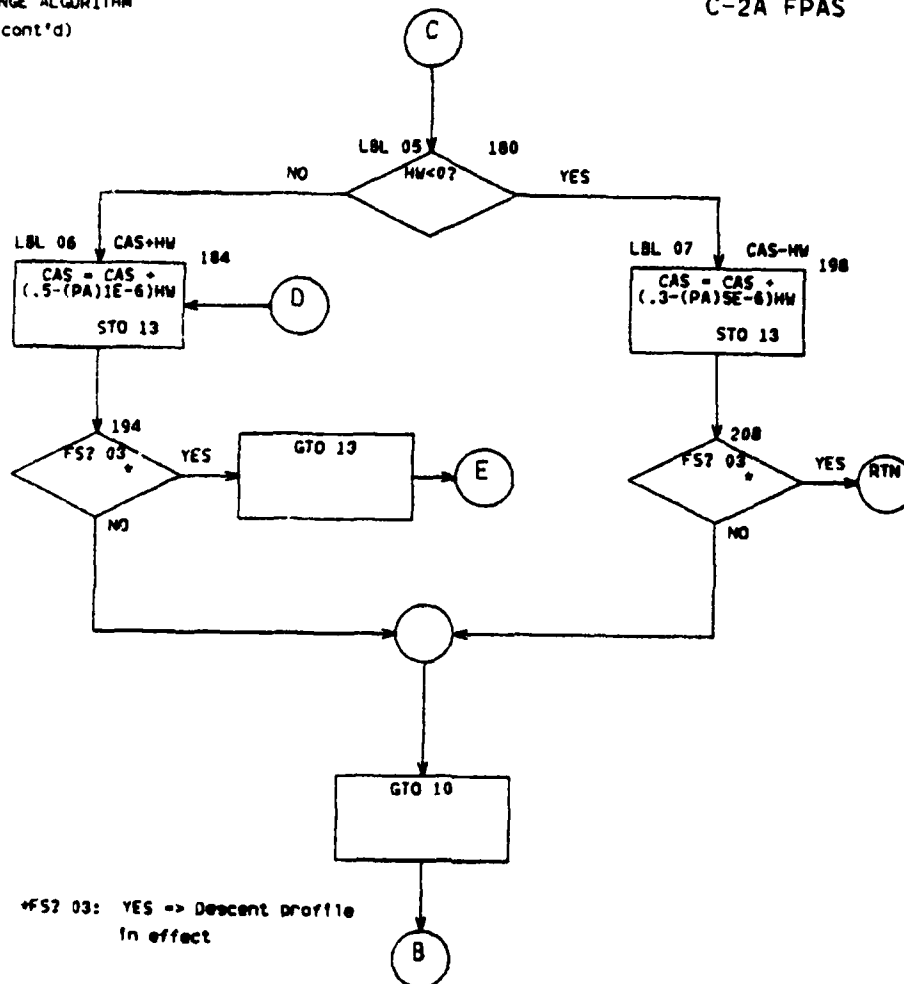 NGE ALGORITHM
cont'd)
C-2A FPAS
C
LBL 05
180
HW<0?
NO
YES
LBL 06 CAS+HW
184
CAS = CAS +
(.5-(PA)1E-6)HW
STO 13
D
LBL 07 CAS-HW
198
CAS = CAS +
(.3-(PA)5E-6)HW
STO 13
194
FS? 03
*
YES
NO
GTO 13
E
208
FS? 03
*
YES
NO
RTN
GTO 10
*FS? 03: YES => Descent profile
in effect
B